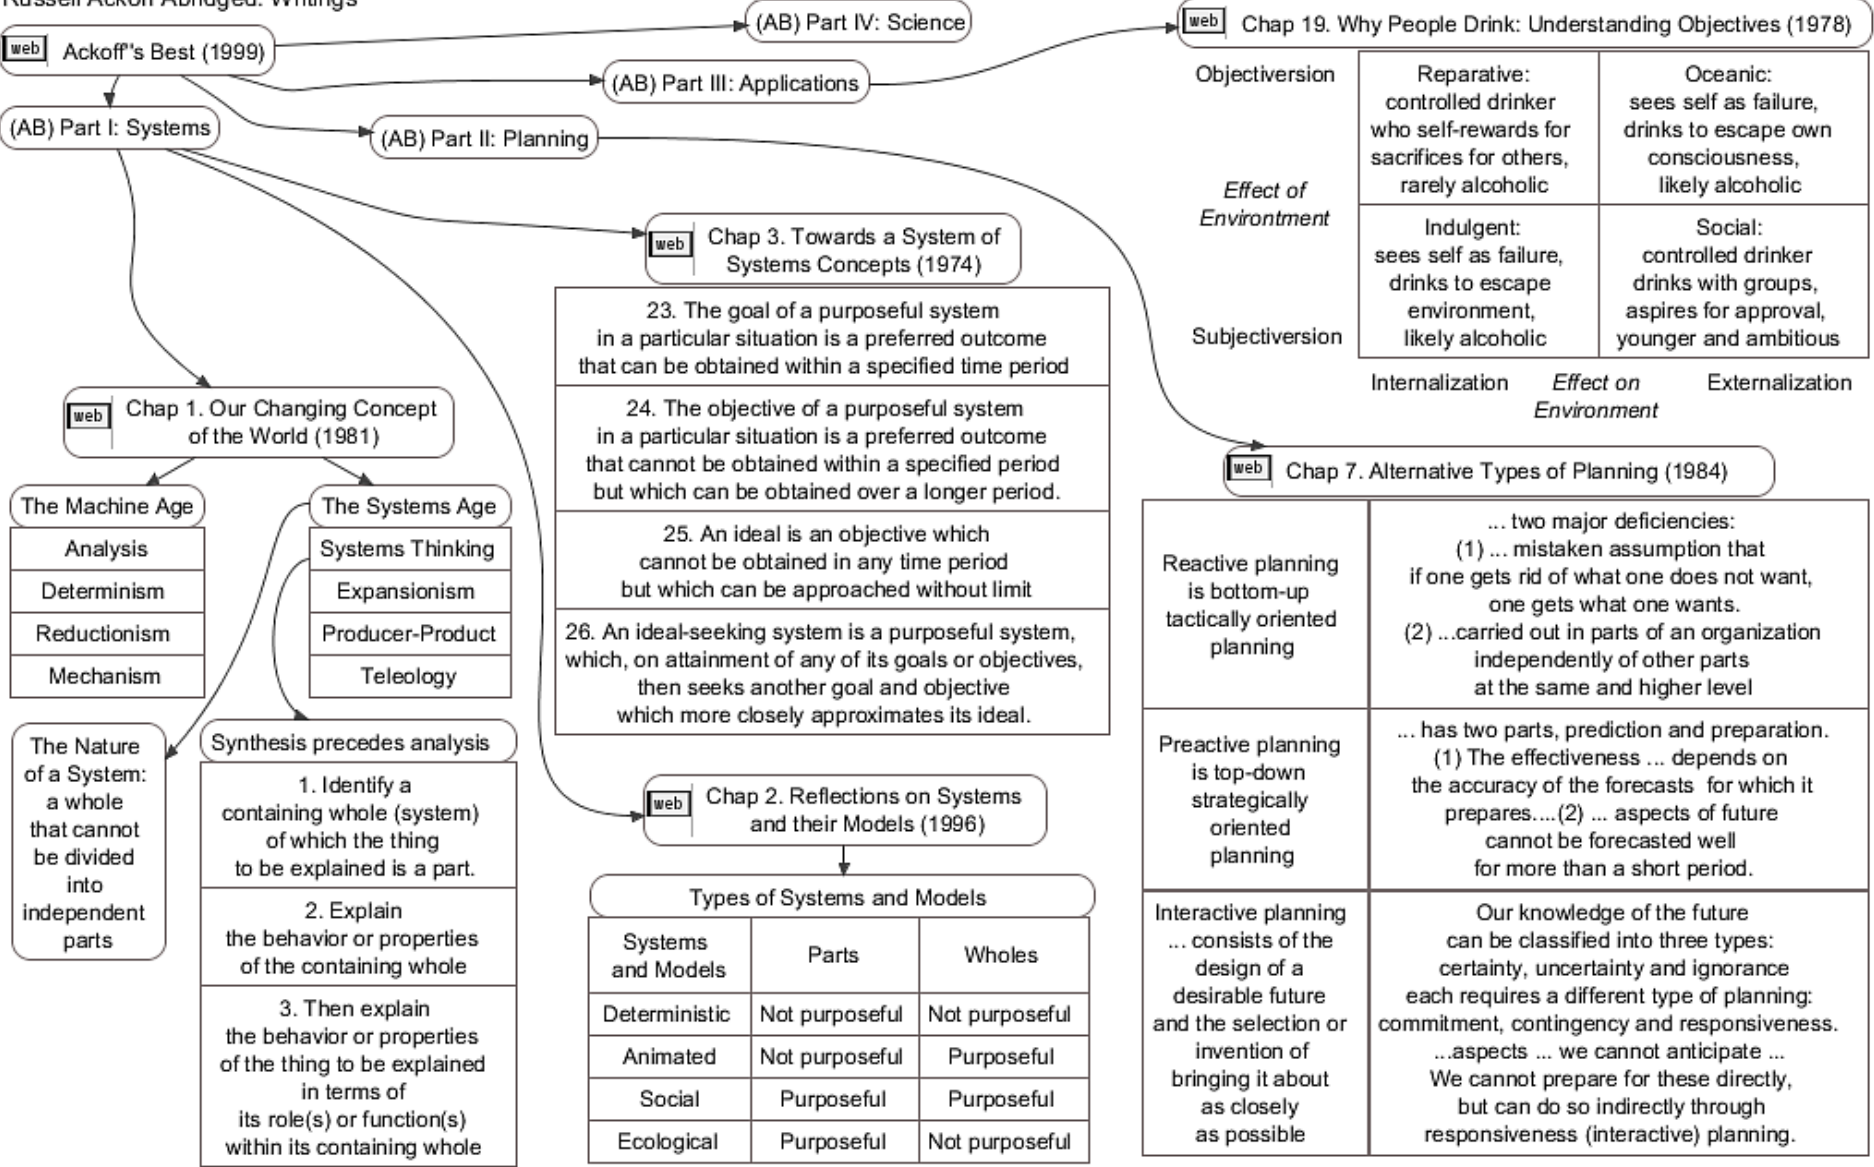 Russell Ackoff Abridged: Writings
web
Ackoff"s Best (1999)
(AB) Part IV: Science
(AB) Part III: Applications
(AB) Part I: Systems
(AB) Part II: Planning
web
Chap 19. Why People Drink: Understanding Objectives (1978)
Objectiversion
Reparative:
controlled drinker
who self-rewards for
sacrifices for others,
rarely alcoholic
Oceanic:
sees self as failure,
drinks to escape own
consciousness,
likely alcoholic
Effect of
Environtment
Indulgent:
sees self as failure,
drinks to escape
environment,
likely alcoholic
Social:
controlled drinker
drinks with groups,
aspires for approval,
younger and ambitious
Subjectiversion
Internalization
Effect on
Environment
Externalization
web
Chap 3. Towards a System of
Systems Concepts (1974)
23. The goal of a purposeful system
in a particular situation is a preferred outcome
that can be obtained within a specified time period
24. The objective of a purposeful system
in a particular situation is a preferred outcome
that cannot be obtained within a specified period
but which can be obtained over a longer period.
25. An ideal is an objective which
cannot be obtained in any time period
but which can be approached without limit
26. An ideal-seeking system is a purposeful system,
which, on attainment of any of its goals or objectives,
then seeks another goal and objective
which more closely approximates its ideal.
web
Chap 1. Our Changing Concept
of the World (1981)
The Machine Age
Analysis
Determinism
Reductionism
Mechanism
The Systems Age
Systems Thinking
Expansionism
Producer-Product
Teleology
The Nature
of a System:
a whole
that cannot
be divided
into
independent
parts
Synthesis precedes analysis
1. Identify a
containing whole (system)
of which the thing
to be explained is a part.
2. Explain
the behavior or properties
of the containing whole
3. Then explain
the behavior or properties
of the thing to be explained
in terms of
its role(s) or function(s)
within its containing whole
web
Chap 2. Reflections on Systems
and their Models (1996)
Types of Systems and Models
Systems
and Models
Parts
Wholes
Deterministic
Not purposeful
Not purposeful
Animated
Not purposeful
Purposeful
Social
Purposeful
Purposeful
Ecological
Purposeful
Not purposeful
web
Chap 7. Alternative Types of Planning (1984)
Reactive planning
is bottom-up
tactically oriented
planning
... two major deficiencies:
(1) ... mistaken assumption that
if one gets rid of what one does not want,
one gets what one wants.
(2) ...carried out in parts of an organization
independently of other parts
at the same and higher level
Preactive planning
is top-down
strategically
oriented
planning
... has two parts, prediction and preparation.
(1) The effectiveness ... depends on
the accuracy of the forecasts for which it
prepares....(2) ... aspects of future
cannot be forecasted well
for more than a short period.
Interactive planning
... consists of the
design of a
desirable future
and the selection or
invention of
bringing it about
as closely
as possible
Our knowledge of the future
can be classified into three types:
certainty, uncertainty and ignorance
each requires a different type of planning:
commitment, contingency and responsiveness.
...aspects ... we cannot anticipate ...
We cannot prepare for these directly,
but can do so indirectly through
responsiveness (interactive) planning.